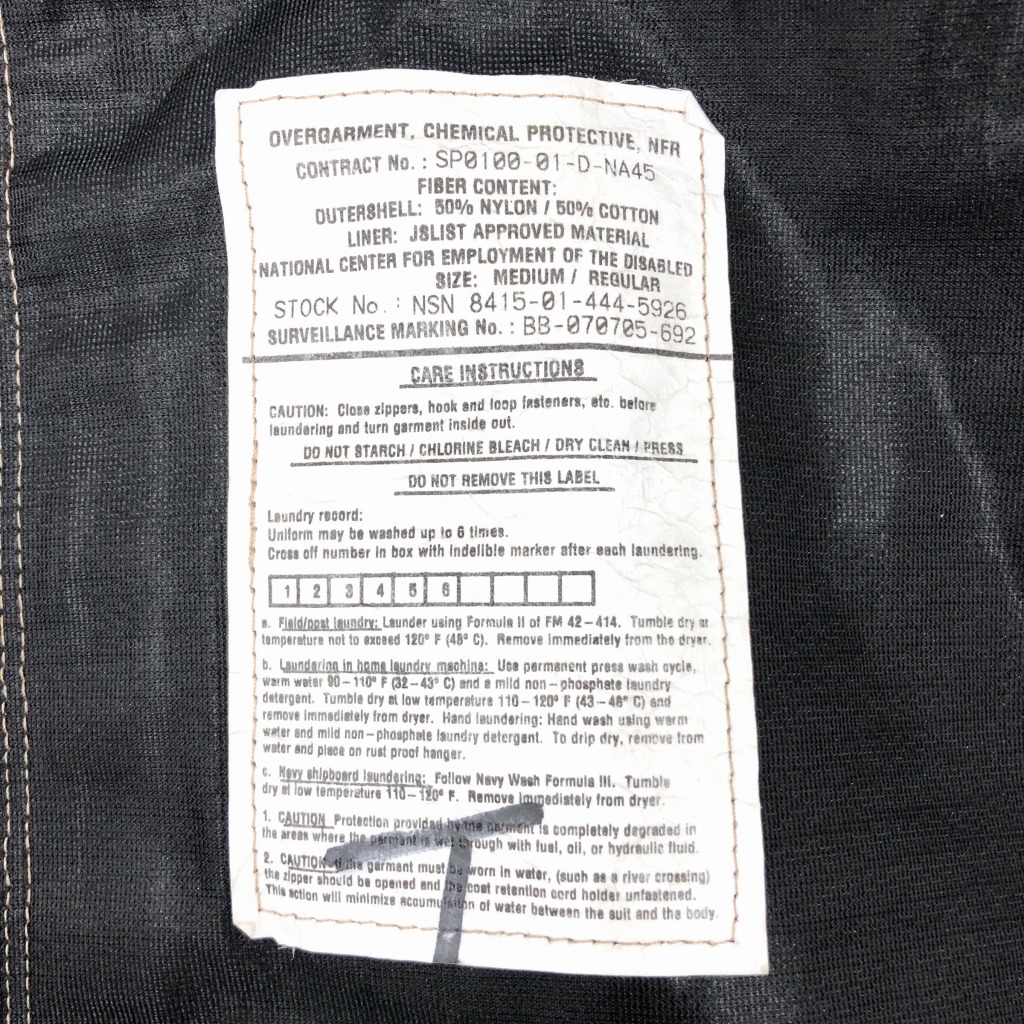 OVERGARMENT, CHEMICAL PROTECTIVE, NFR
CONTRACT No. : SP0100-01-D-NA45
FIBER CONTENT:
OUTERSHELL: 50% NYLON / 50% COTTON
LINER: JSLIST APPROVED MATERIAL
NATIONAL CENTER FOR EMPLOYMENT OF THE DISABLED
SIZE: MEDIUM / REGULAR
STOCK No. : NSN 8415-01-444-5926
SURVEILLANCE MARKING No. : BB-070705-692
CARE INSTRUCTIONS
CAUTION: Close zippers, hook and loop fasteners, etc. before
laundering and turn garment inside out.
DO NOT STARCH / CHLORINE BLEACH / DRY CLEAN / PRESS
DO NOT REMOVE THIS LABEL
Laundry record:
Uniform may be washed up to 6 times.
Cross off number in box with indelible marker after each laundering.
1 2 3 4 5 6
a. Field/post laundry: Launder using Formula II of FM 42-414. Tumble dry at
temperature not to exceed 120° F (48° C). Remove immediately from the dryer.
b. Laundering in home laundry machine: Use permanent press wash cycle,
warm water 90-110° F (32-43° C) and a mild non-phosphate laundry
detergent. Tumble dry at low temperature 110-120° F (43-48° C) and
remove immediately from dryer. Hand laundering: Hand wash using warm
water and mild non-phosphate laundry detergent. To drip dry, remove from
water and place on rust proof hanger.
c. Navy shipboard laundering: Follow Navy Wash Formula III. Tumble
dry at low temperature 110-120° F. Remove immediately from dryer.
1. CAUTION Protection provided by the garment is completely degraded in
the areas where the garment is wet through with fuel, oil, or hydraulic fluid.
2. CAUTION If the garment must be worn in water, (such as a river crossing)
the zipper should be opened and the coat retention cord holder unfastened.
This action will minimize accumulation of water between the suit and the body.